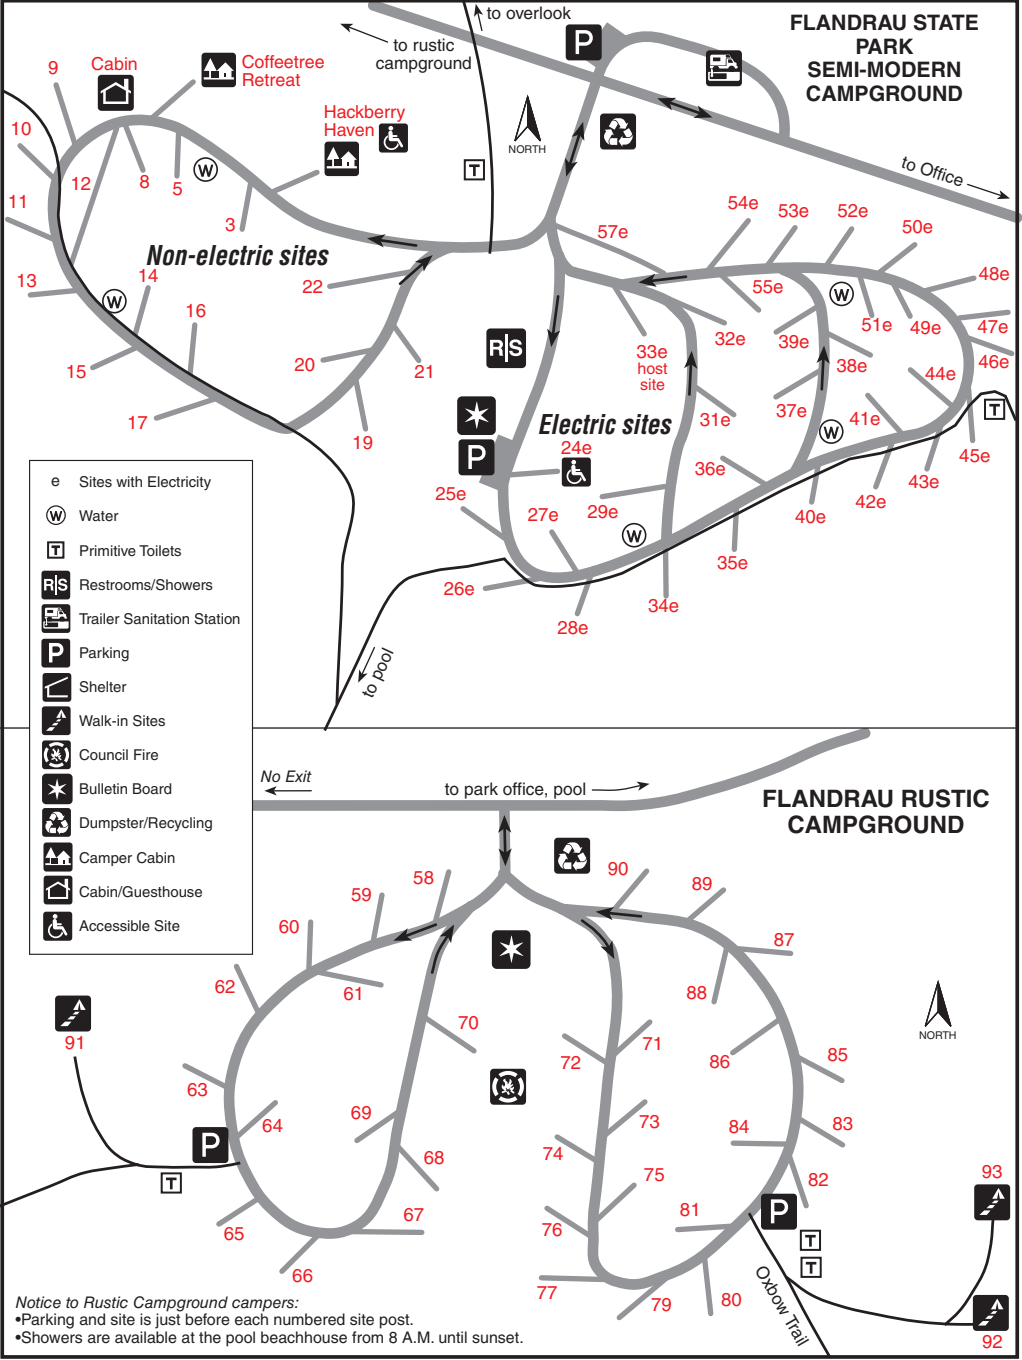 FLANDRAU STATE
PARK
SEMI-MODERN
CAMPGROUND
to overlook
to rustic
campground
P
NORTH
T
to Office
9
Cabin
Coffeetree
Retreat
Hackberry
Haven
10
11
12
8
5
W
3
13
Non-electric sites
14
W
16
22
15
17
20
21
19
57e
54e
53e
52e
50e
48e
55e
W
51e
49e
47e
46e
32e
39e
38e
44e
33e
host
site
R|S
37e
41e
T
31e
W
45e
Electric sites
P
24e
36e
43e
42e
40e
25e
27e
29e
W
35e
26e
34e
28e
to pool
e Sites with Electricity
W Water
T Primitive Toilets
R|S Restrooms/Showers
Trailer Sanitation Station
P Parking
Shelter
Walk-in Sites
Council Fire
Bulletin Board
Dumpster/Recycling
Camper Cabin
Cabin/Guesthouse
Accessible Site
No Exit
to park office, pool
FLANDRAU RUSTIC
CAMPGROUND
58
59
60
61
62
90
89
87
88
NORTH
91
70
71
72
86
85
63
64
69
73
83
84
P
74
68
T
75
82
93
65
67
76
81
P
T
T
66
77
79
80
Oxbow Trail
92
Notice to Rustic Campground campers:
•Parking and site is just before each numbered site post.
•Showers are available at the pool beachhouse from 8 A.M. until sunset.